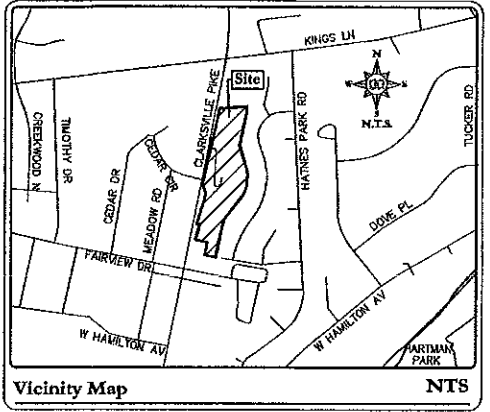 KINGS LN
Site
N
W
S
N.T.S.
CLARKSVILLE PIKE
HAYNES PARK RD
TUCKER RD
CREEKWOOD N
TIMOTHY DR
CEDAR DR
CEDAR CIR
MEADOW RD
DOVE PL
FAIRVIEW DR
W HAMILTON AV
W HAMILTON AV
HARTMAN
PARK
Vicinity Map
NTS